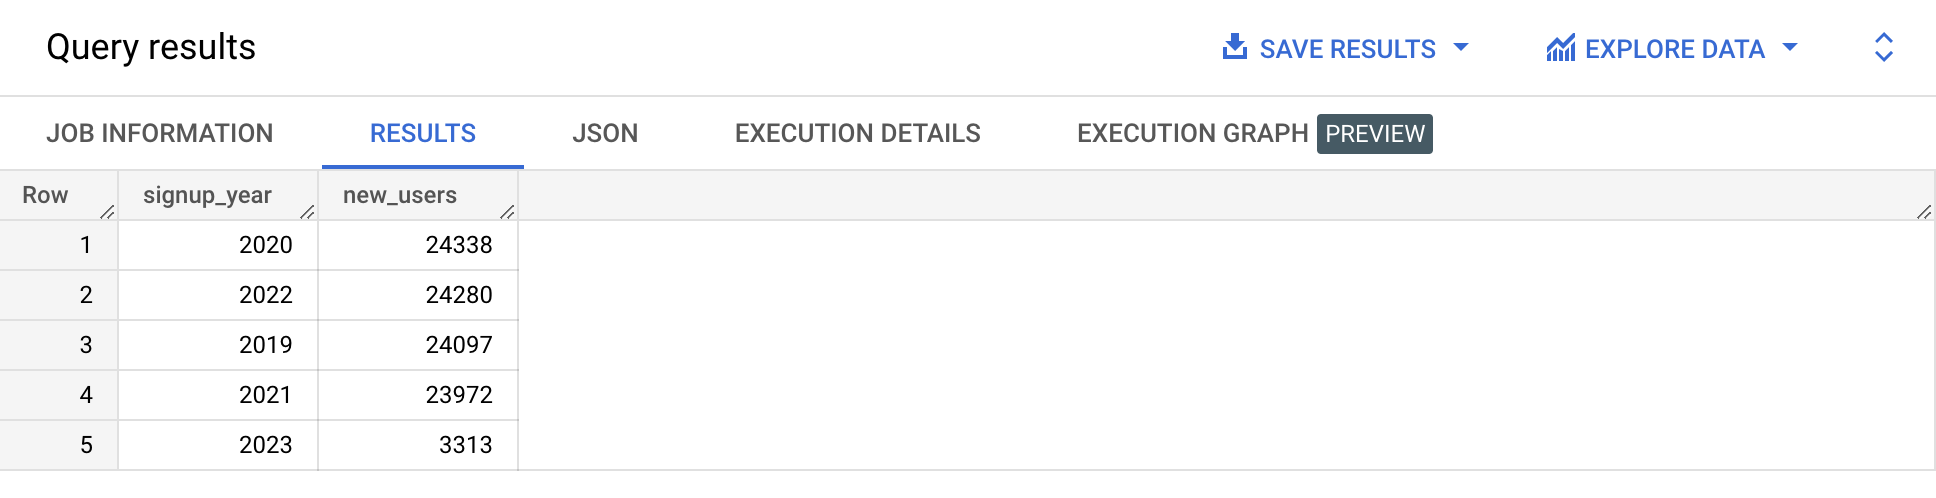 Query results SAVE RESULTS EXPLORE DATA
JOB INFORMATION RESULTS JSON EXECUTION DETAILS EXECUTION GRAPH PREVIEW
Row signup_year new_users
1 2020 24338
2 2022 24280
3 2019 24097
4 2021 23972
5 2023 3313